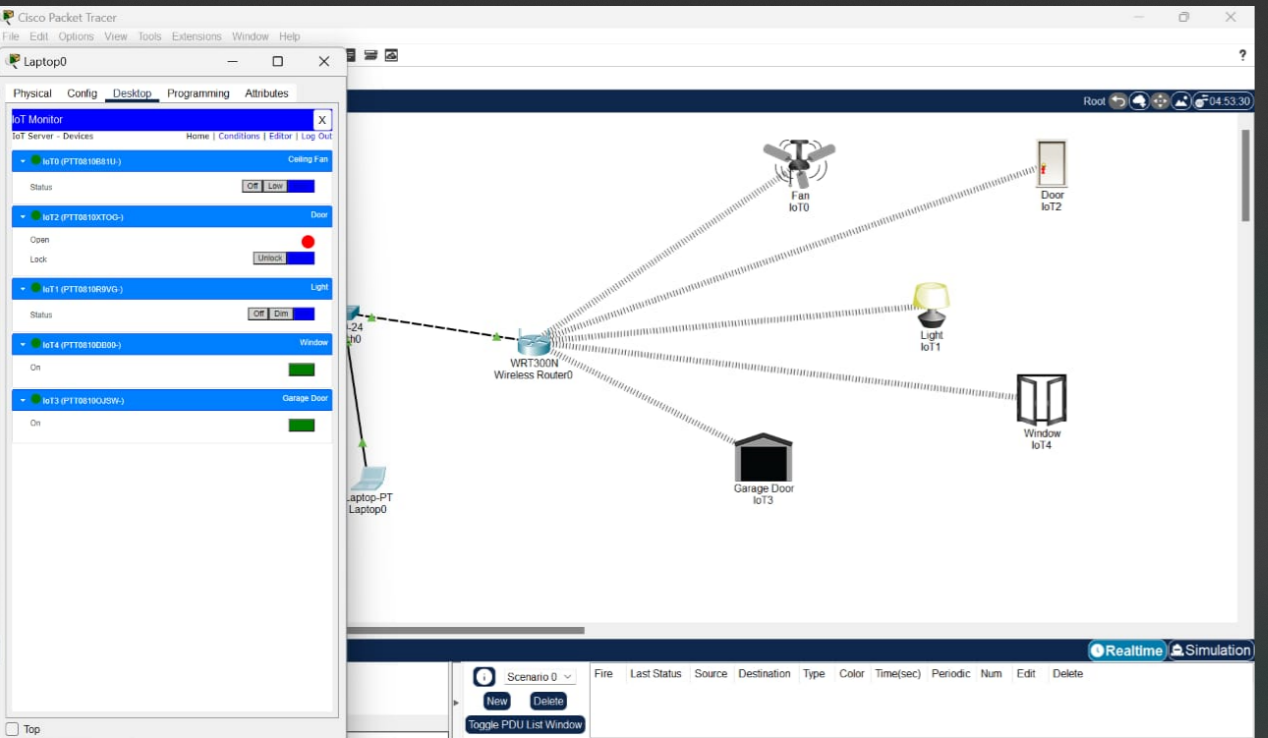 Cisco Packet Tracer
File Edit Options View Tools Extensions Window Help
Laptop0
?
Physical Config Desktop Programming Attributes
Root 04:53:30
IoT Monitor X
IoT Server - Devices Home | Conditions | Editor | Log Out
IoT0 (PTT0810B81U-) Ceiling Fan
Status Off Low
IoT2 (PTT0810XTOG-) Door
Open
Lock Unlock
IoT1 (PTT0810R9VG-) Light
Status Off Dim
IoT4 (PTT0810DB00-) Window
On
IoT3 (PTT0810OJSW-) Garage Door
On
Fan
IoT0
Door
IoT2
Light
IoT1
-24
h0
WRT300N
Wireless Router0
Window
IoT4
Garage Door
IoT3
Laptop-PT
Laptop0
Realtime Simulation
Scenario 0
Fire Last Status Source Destination Type Color Time(sec) Periodic Num Edit Delete
New Delete
Toggle PDU List Window
Top